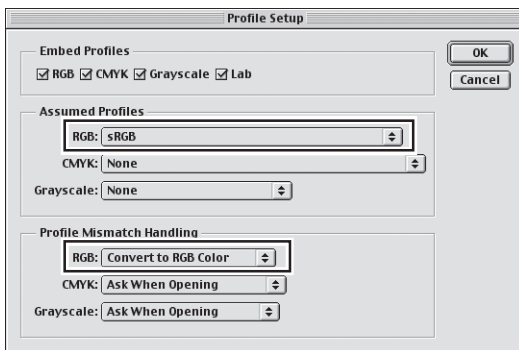 Profile Setup
Embed Profiles
RGB CMYK Grayscale Lab
OK
Cancel
Assumed Profiles
RGB: sRGB
CMYK: None
Grayscale: None
Profile Mismatch Handling
RGB: Convert to RGB Color
CMYK: Ask When Opening
Grayscale: Ask When Opening